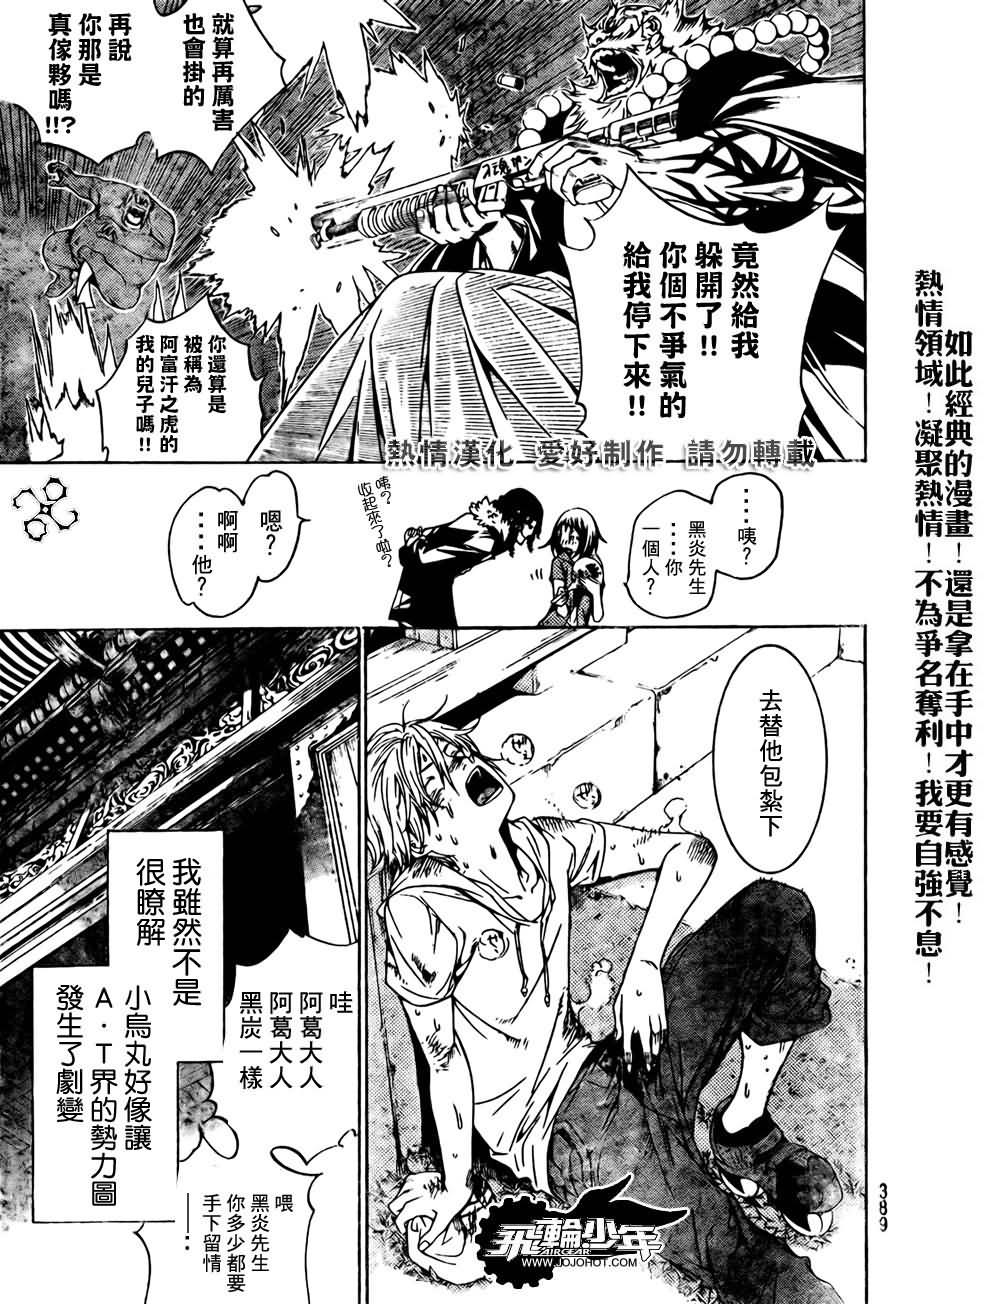 竟然給我
躲開了!!
你個不爭氣的
給我停下來!!
就算再厲害
也會掛的
再說
你那是
真傢夥嗎!!?
你還算是
被稱為
阿富汗之虎的
我的兒子嗎!!
熱情漢化 愛好制作 請勿轉載
‥‥咦?
黑炎先生
‥‥你
一個人?
咦?
收起來了啦?
嗯?
啊啊
‥‥他?
去替他包紮下
哇
阿葛大人
阿葛大人
黑炭一樣
我雖然不是
很瞭解
小烏丸好像讓
A・T界的勢力圖
發生了劇變
喂
黑炎先生
你多少都要
手下留情
———‥‥
飛輪少年
AIRGEAR
WWW.JOJOHOT.COM
389
如此經典的漫畫!還是拿在手中才更有感覺!
熱情領域!凝聚熱情!不為爭名奪利!我要自強不息!